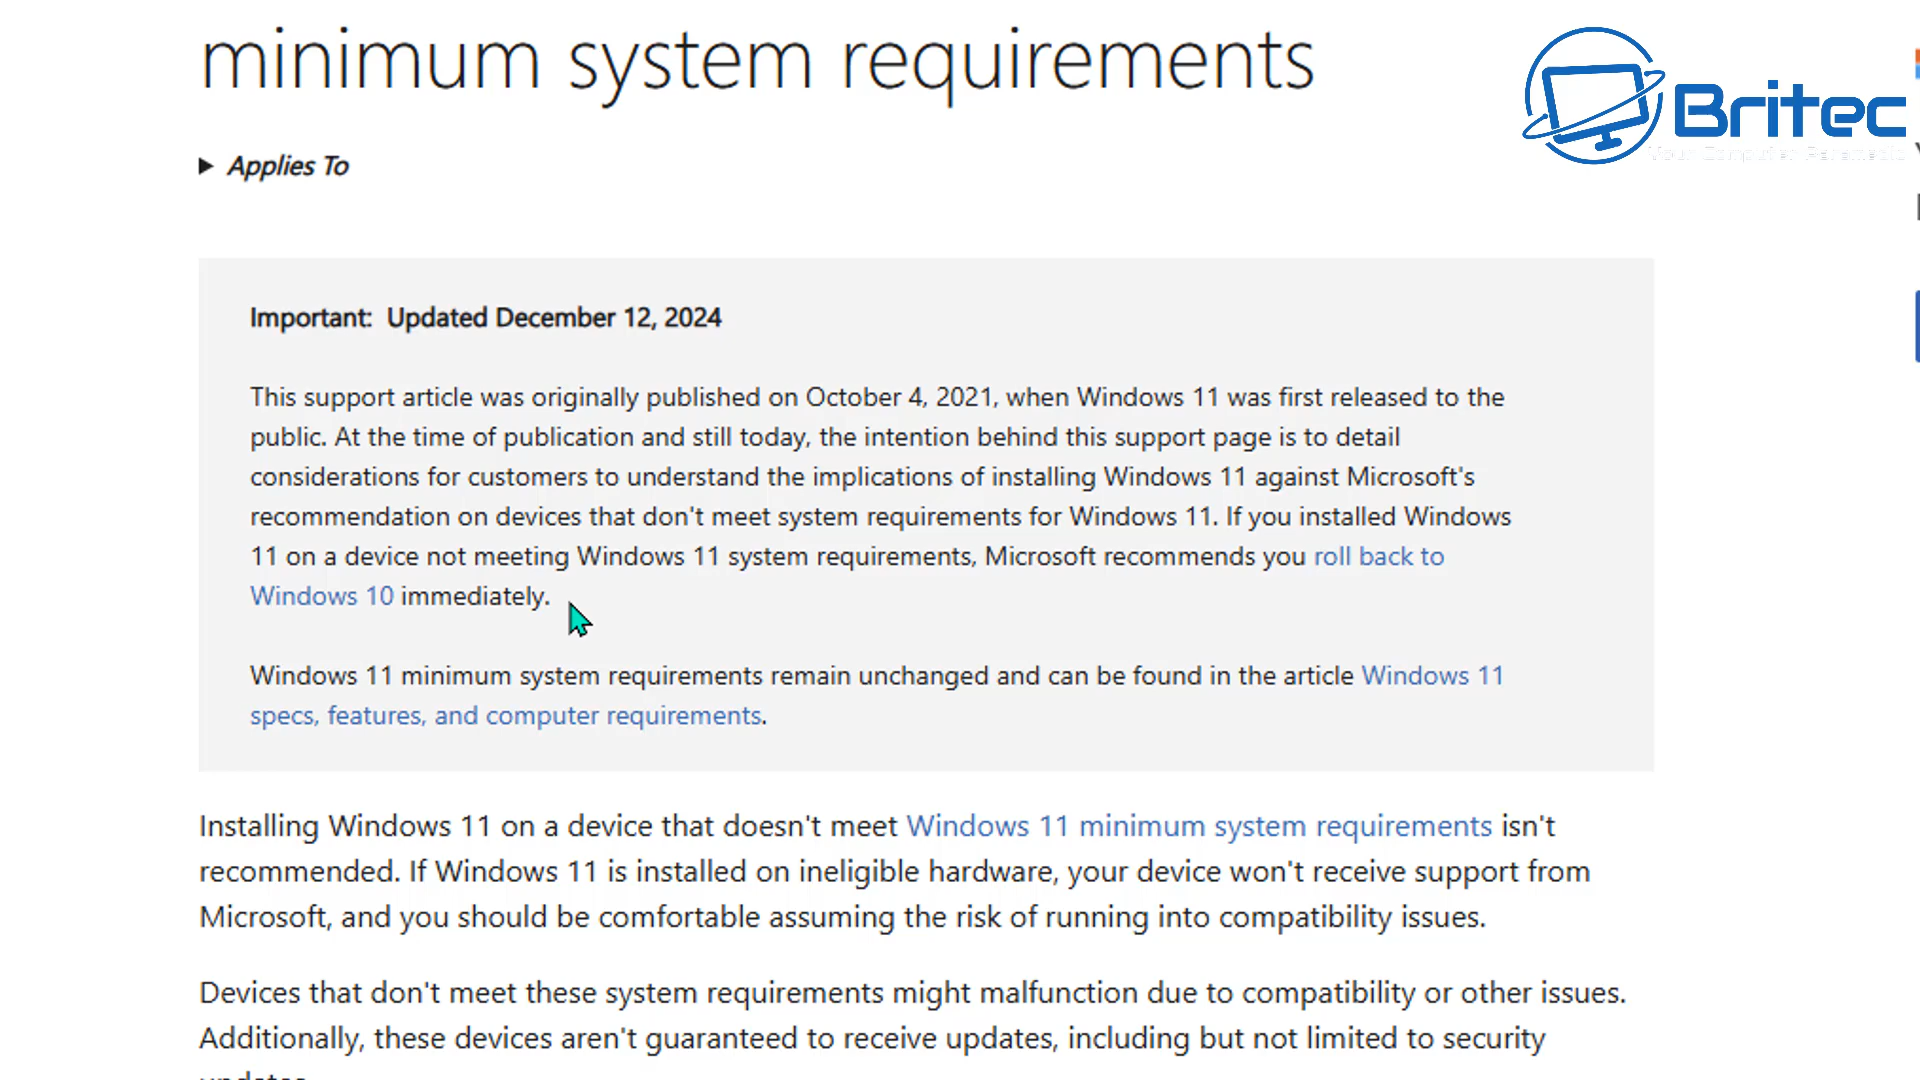 minimum system requirements
Britec
Your Computer Paramedic
Applies To
Important: Updated December 12, 2024
This support article was originally published on October 4, 2021, when Windows 11 was first released to the
public. At the time of publication and still today, the intention behind this support page is to detail
considerations for customers to understand the implications of installing Windows 11 against Microsoft's
recommendation on devices that don't meet system requirements for Windows 11. If you installed Windows
11 on a device not meeting Windows 11 system requirements, Microsoft recommends you roll back to
Windows 10 immediately.
Windows 11 minimum system requirements remain unchanged and can be found in the article Windows 11
specs, features, and computer requirements.
Installing Windows 11 on a device that doesn't meet Windows 11 minimum system requirements isn't
recommended. If Windows 11 is installed on ineligible hardware, your device won't receive support from
Microsoft, and you should be comfortable assuming the risk of running into compatibility issues.
Devices that don't meet these system requirements might malfunction due to compatibility or other issues.
Additionally, these devices aren't guaranteed to receive updates, including but not limited to security